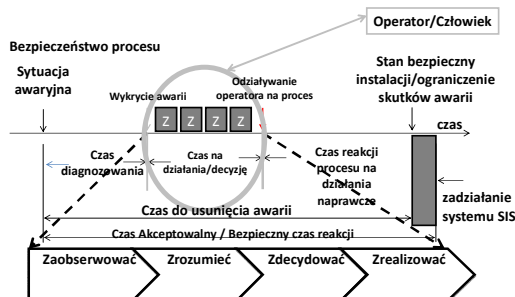 Operator/Człowiek
Bezpieczeństwo procesu
Sytuacja
awaryjna
Wykrycie awarii
Odziaływanie
operatora na proces
Stan bezpieczny
instalacji/ograniczenie
skutków awarii
Z Z Z Z
czas
Czas
diagnozowania
Czas na
działania/decyzję
Czas reakcji
procesu na
działania
naprawcze
zadziałanie
systemu SIS
Czas do usunięcia awarii
Czas Akceptowalny / Bezpieczny czas reakcji
Zaobserwować Zrozumieć Zdecydować Zrealizować